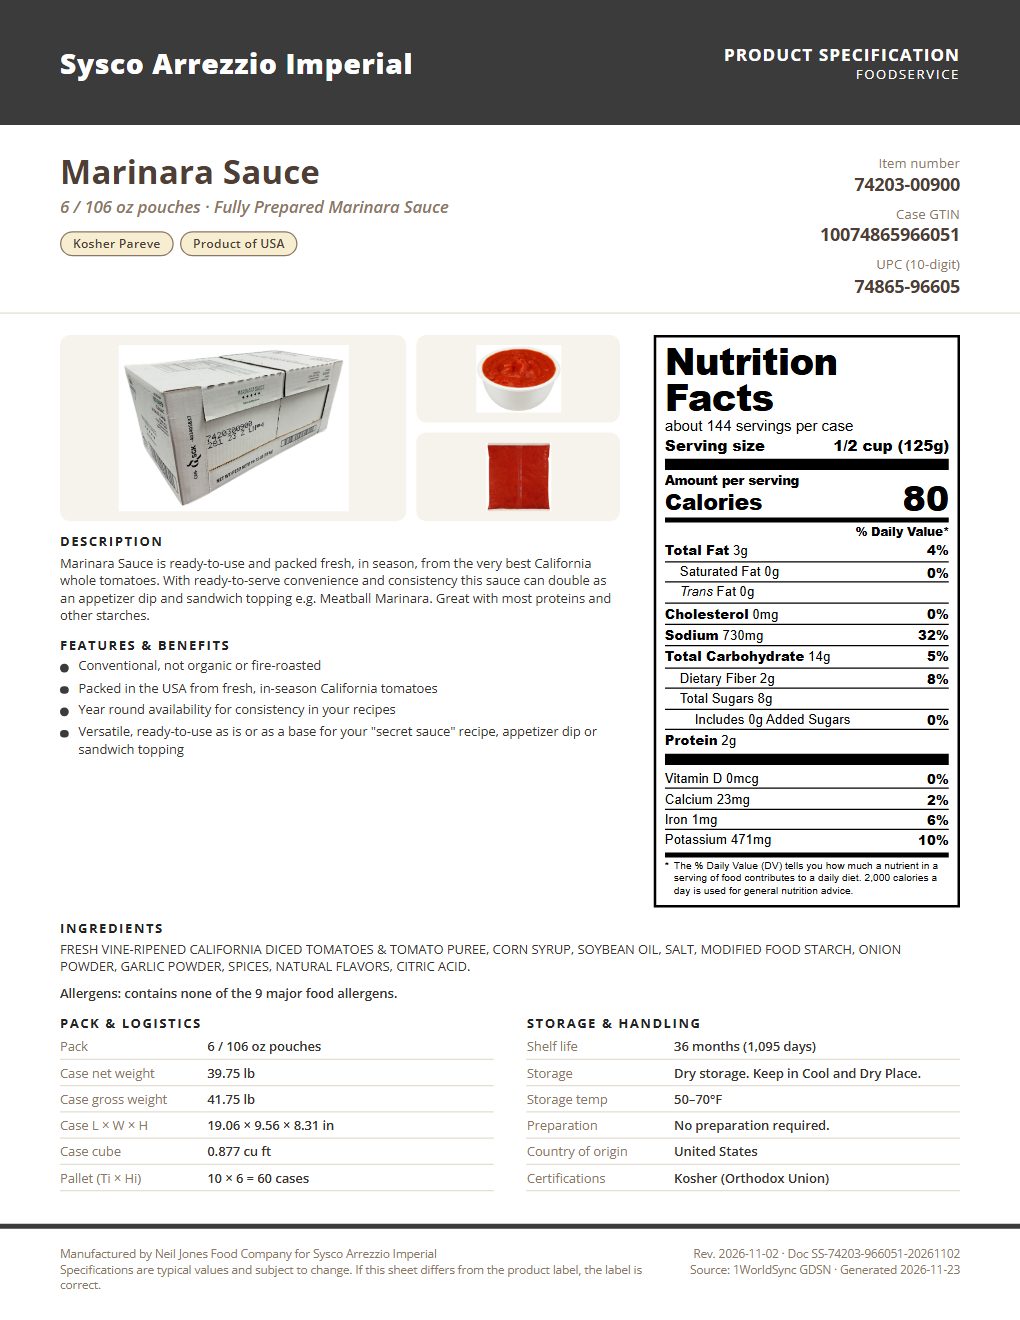 Sysco Arrezzio Imperial
PRODUCT SPECIFICATION
FOODSERVICE
Marinara Sauce
6 / 106 oz pouches · Fully Prepared Marinara Sauce
Kosher Pareve
Product of USA
Item number
74203-00900
Case GTIN
10074865966051
UPC (10-digit)
74865-96605
DESCRIPTION
Marinara Sauce is ready-to-use and packed fresh, in season, from the very best California
whole tomatoes. With ready-to-serve convenience and consistency this sauce can double as
an appetizer dip and sandwich topping e.g. Meatball Marinara. Great with most proteins and
other starches.
FEATURES & BENEFITS
Conventional, not organic or fire-roasted
Packed in the USA from fresh, in-season California tomatoes
Year round availability for consistency in your recipes
Versatile, ready-to-use as is or as a base for your "secret sauce" recipe, appetizer dip or
sandwich topping
Nutrition
Facts
about 144 servings per case
Serving size 1/2 cup (125g)
Amount per serving
Calories 80
% Daily Value*
Total Fat 3g 4%
Saturated Fat 0g 0%
Trans Fat 0g
Cholesterol 0mg 0%
Sodium 730mg 32%
Total Carbohydrate 14g 5%
Dietary Fiber 2g 8%
Total Sugars 8g
Includes 0g Added Sugars 0%
Protein 2g
Vitamin D 0mcg 0%
Calcium 23mg 2%
Iron 1mg 6%
Potassium 471mg 10%
* The % Daily Value (DV) tells you how much a nutrient in a
serving of food contributes to a daily diet. 2,000 calories a
day is used for general nutrition advice.
INGREDIENTS
FRESH VINE-RIPENED CALIFORNIA DICED TOMATOES & TOMATO PUREE, CORN SYRUP, SOYBEAN OIL, SALT, MODIFIED FOOD STARCH, ONION
POWDER, GARLIC POWDER, SPICES, NATURAL FLAVORS, CITRIC ACID.
Allergens: contains none of the 9 major food allergens.
PACK & LOGISTICS
Pack 6 / 106 oz pouches
Case net weight 39.75 lb
Case gross weight 41.75 lb
Case L × W × H 19.06 × 9.56 × 8.31 in
Case cube 0.877 cu ft
Pallet (Ti × Hi) 10 × 6 = 60 cases
STORAGE & HANDLING
Shelf life 36 months (1,095 days)
Storage Dry storage. Keep in Cool and Dry Place.
Storage temp 50–70°F
Preparation No preparation required.
Country of origin United States
Certifications Kosher (Orthodox Union)
Manufactured by Neil Jones Food Company for Sysco Arrezzio Imperial
Specifications are typical values and subject to change. If this sheet differs from the product label, the label is
correct.
Rev. 2026-11-02 · Doc SS-74203-966051-20261102
Source: 1WorldSync GDSN · Generated 2026-11-23